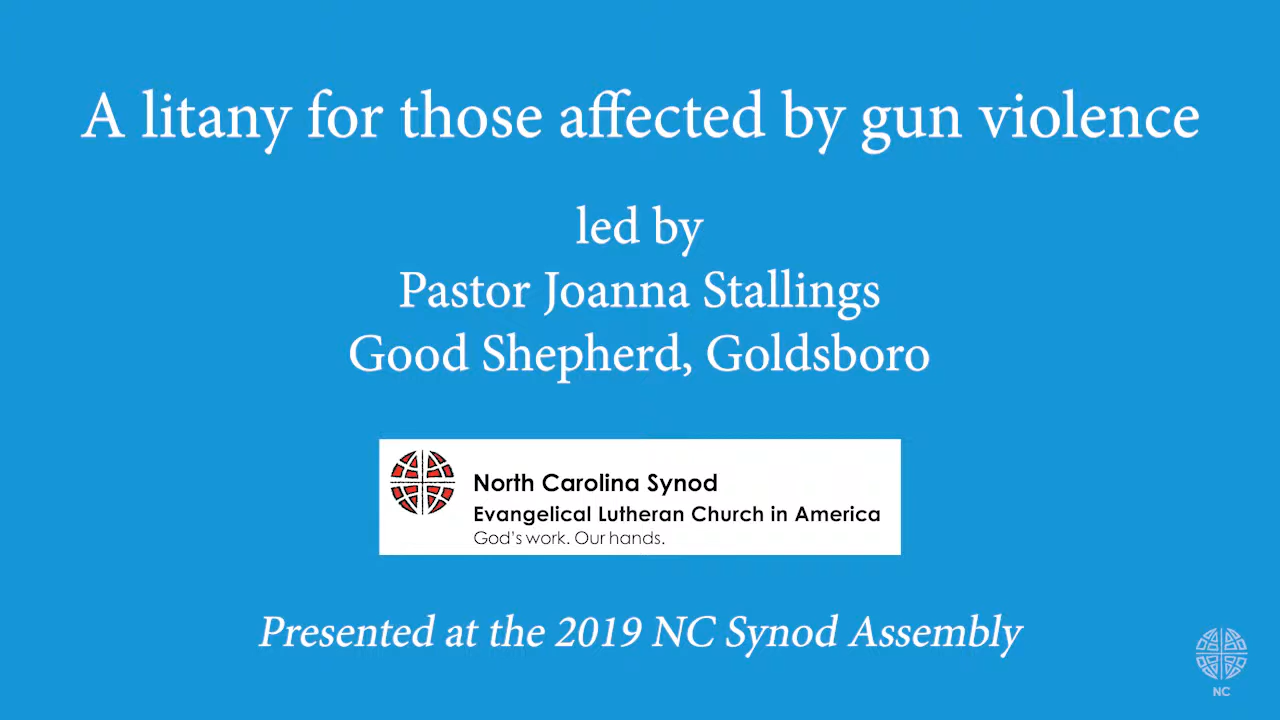 A litany for those affected by gun violence
led by
Pastor Joanna Stallings
Good Shepherd, Goldsboro
North Carolina Synod
Evangelical Lutheran Church in America
God's work. Our hands.
Presented at the 2019 NC Synod Assembly
NC